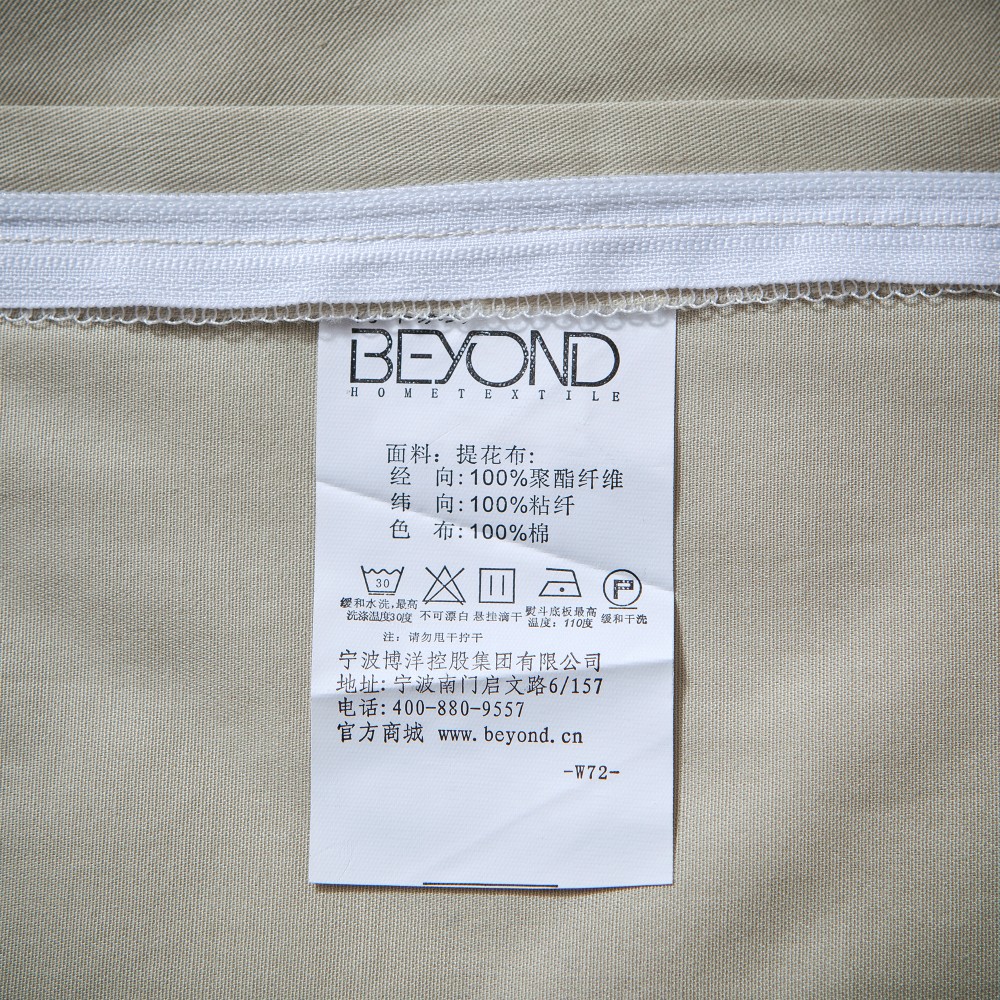 BEYOND
HOMETEXTILE
面料：提花布:
经 向:100%聚酯纤维
纬 向:100%粘纤
色 布:100%棉
30
P
缓和水洗,最高 不可漂白 悬挂滴干 熨斗底板最高 缓和干洗
洗涤温度30度 温度：110度
注：请勿甩干拧干
宁波博洋控股集团有限公司
地址:宁波南门启文路6/157
电话:400-880-9557
官方商城 www.beyond.cn
-W72-